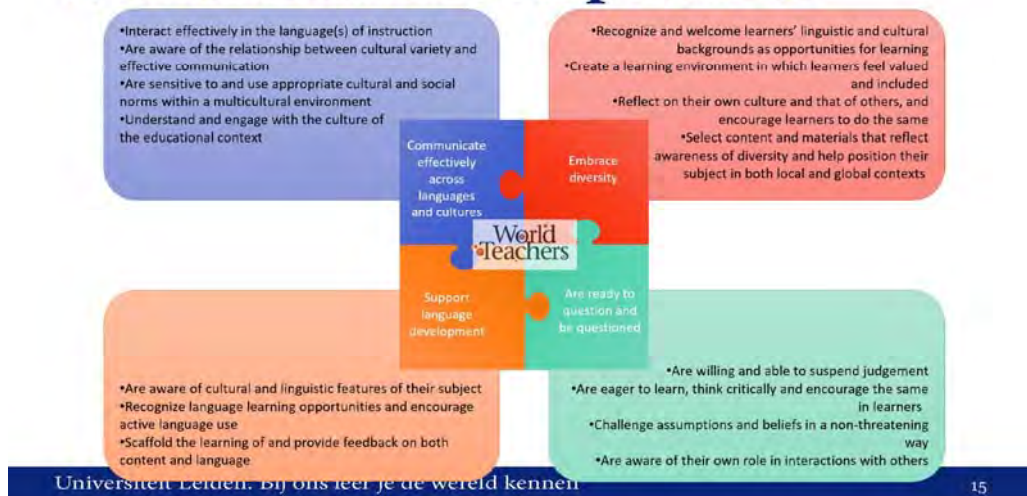 •Interact effectively in the language(s) of instruction
•Are aware of the relationship between cultural variety and
effective communication
•Are sensitive to and use appropriate cultural and social
norms within a multicultural environment
•Understand and engage with the culture of
the educational context
•Recognize and welcome learners' linguistic and cultural
backgrounds as opportunities for learning
•Create a learning environment in which learners feel valued
and included
•Reflect on their own culture and that of others, and
encourage learners to do the same
•Select content and materials that reflect
awareness of diversity and help position their
subject in both local and global contexts
Communicate
effectively
across
languages
and cultures
Embrace
diversity
World
Teachers
Support
language
development
Are ready to
question and
be questioned
•Are aware of cultural and linguistic features of their subject
•Recognize language learning opportunities and encourage
active language use
•Scaffold the learning of and provide feedback on both
content and language
•Are willing and able to suspend judgement
•Are eager to learn, think critically and encourage the same
in learners
•Challenge assumptions and beliefs in a non-threatening
way
•Are aware of their own role in interactions with others
Universiteit Leiden. Bij ons leer je de wereld kennen
15